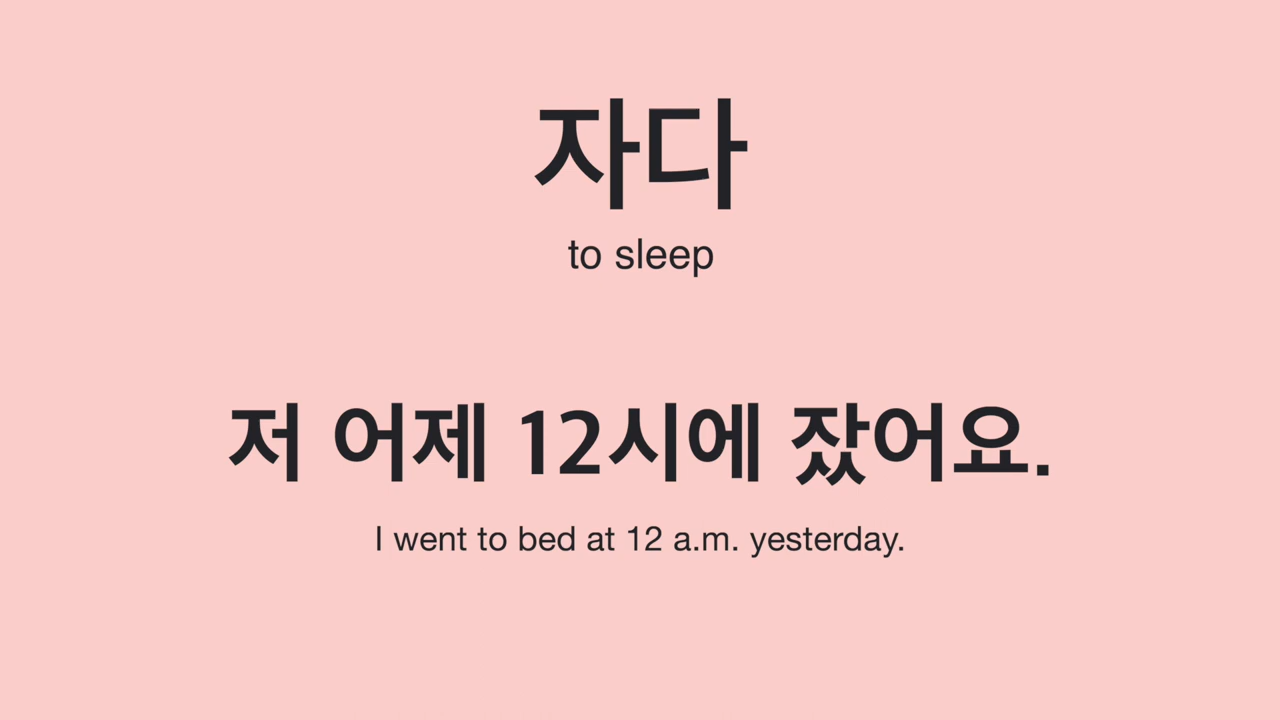 자다
to sleep
저 어제 12시에 잤어요.
I went to bed at 12 a.m. yesterday.